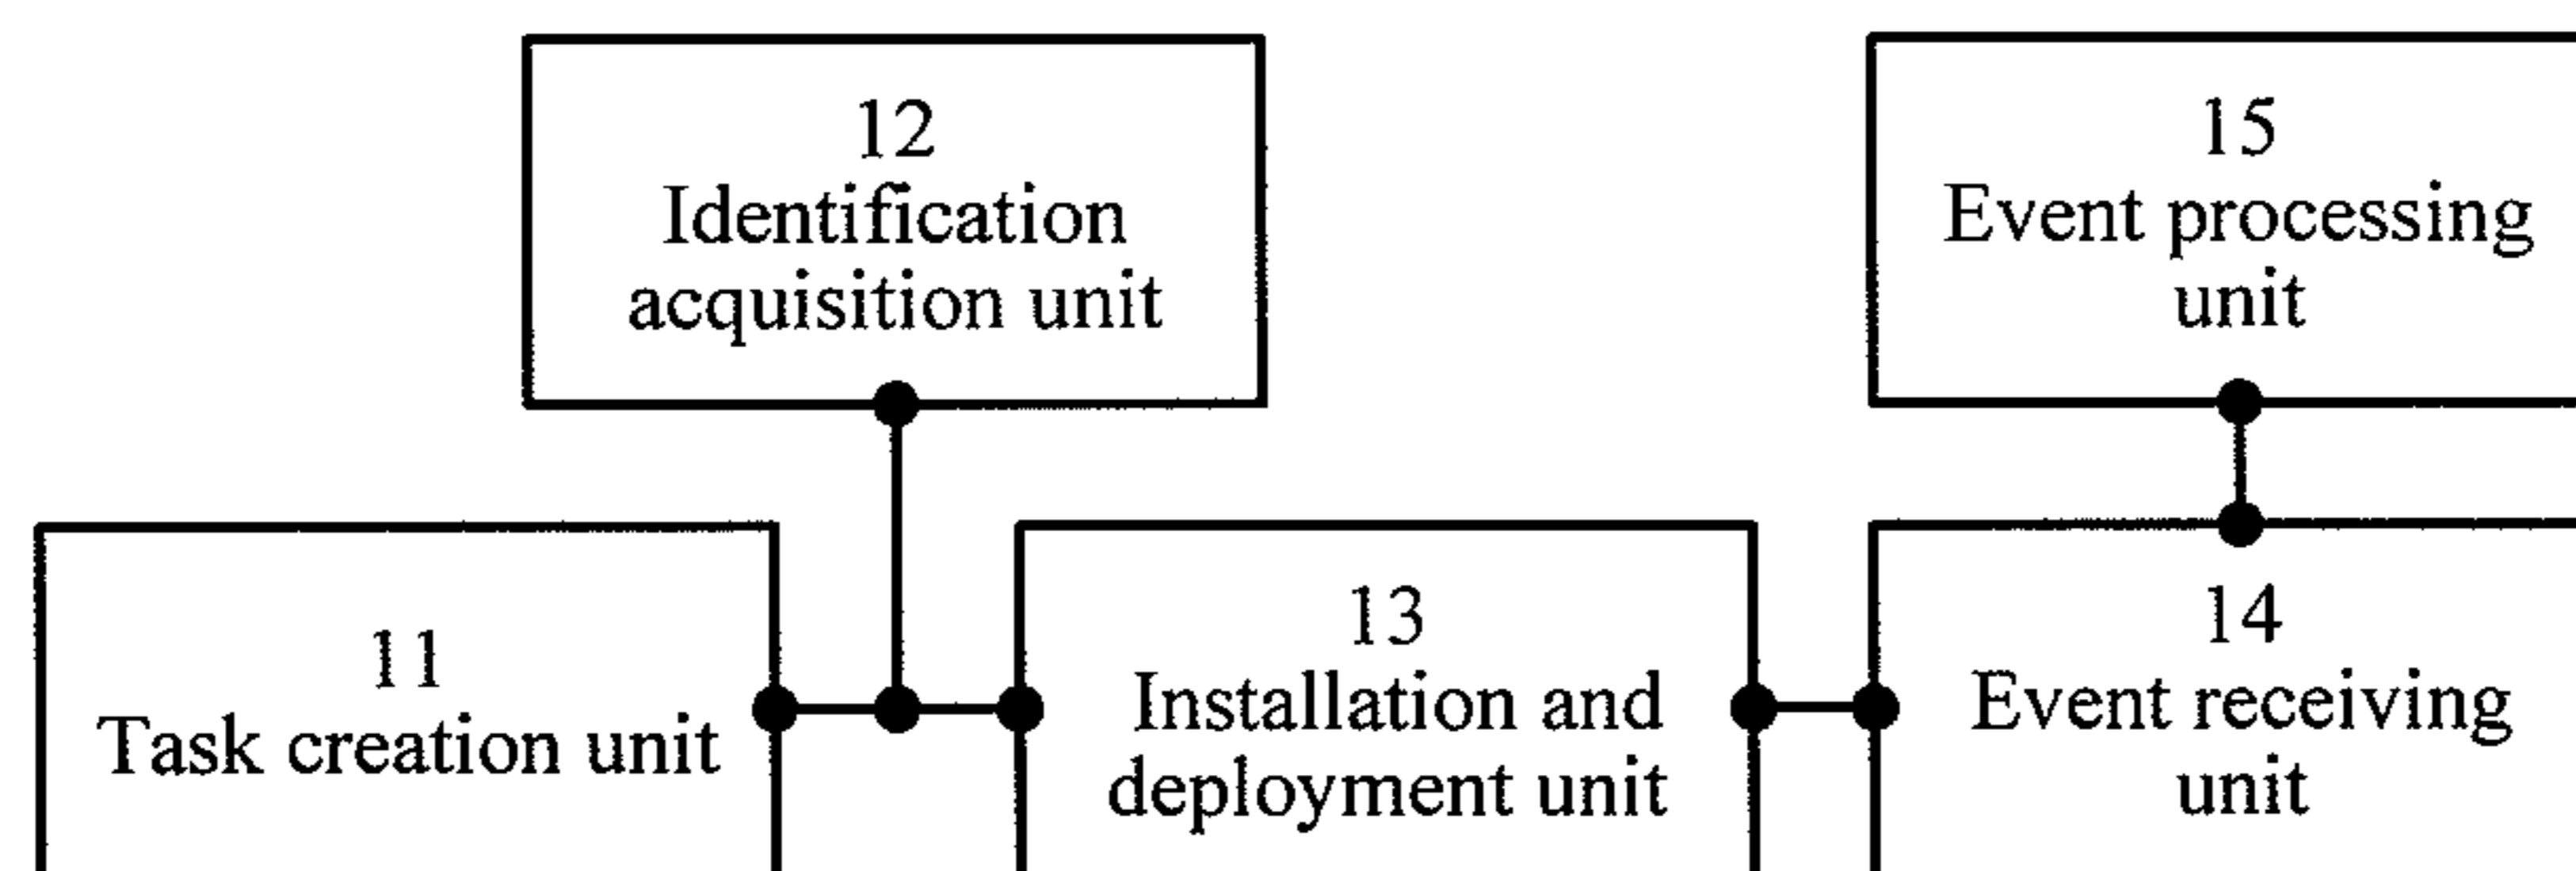 12
Identification
acquisition unit
15
Event processing
unit
11
Task creation unit
13
Installation and
deployment unit
14
Event receiving
unit